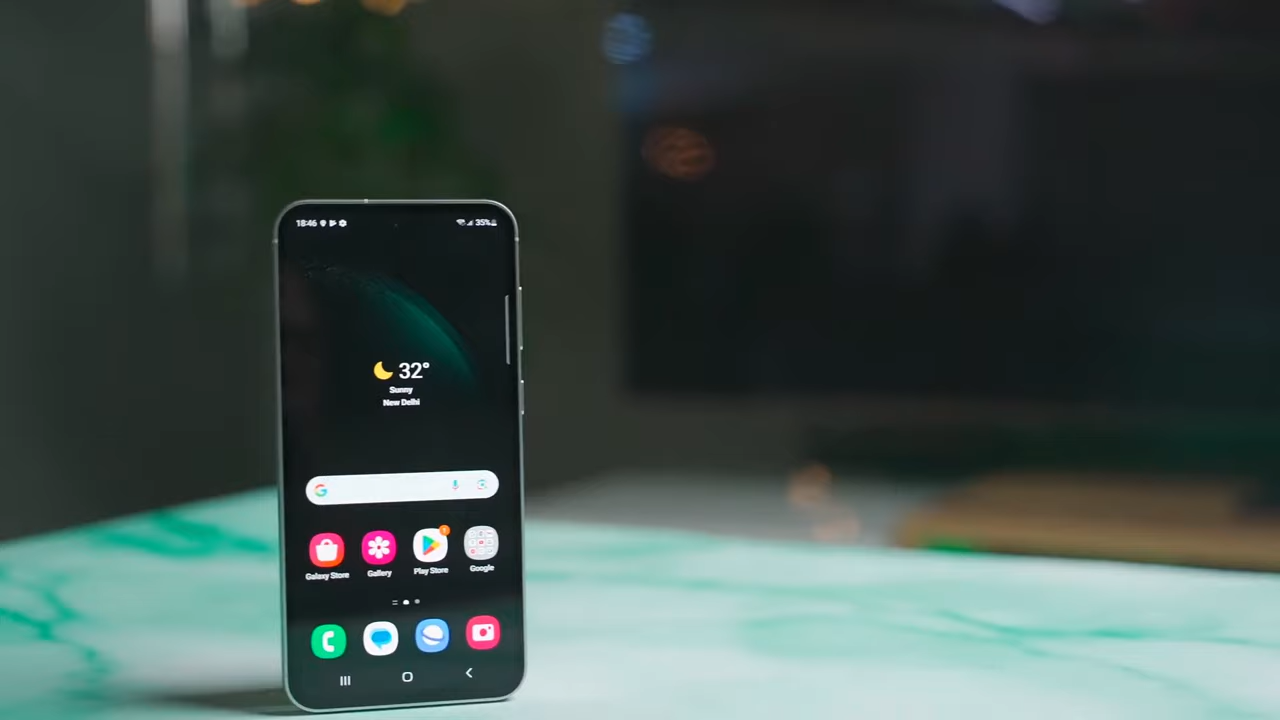 18:46
35%
32°
Sunny
New Delhi
Galaxy Store
Gallery
Play Store
Google